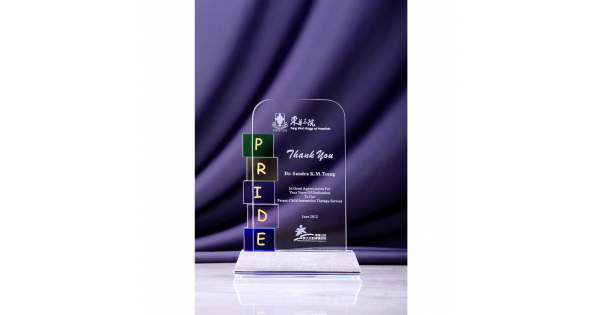 東華三院
Tung Wah Group of Hospitals
Thank You
Dr. Sandra K.M. Tsang
In Great Appreciation For
Your Years Of Dedication
To Our
Parent-Child Interaction Therapy Service
June 2012
P
R
I
D
E